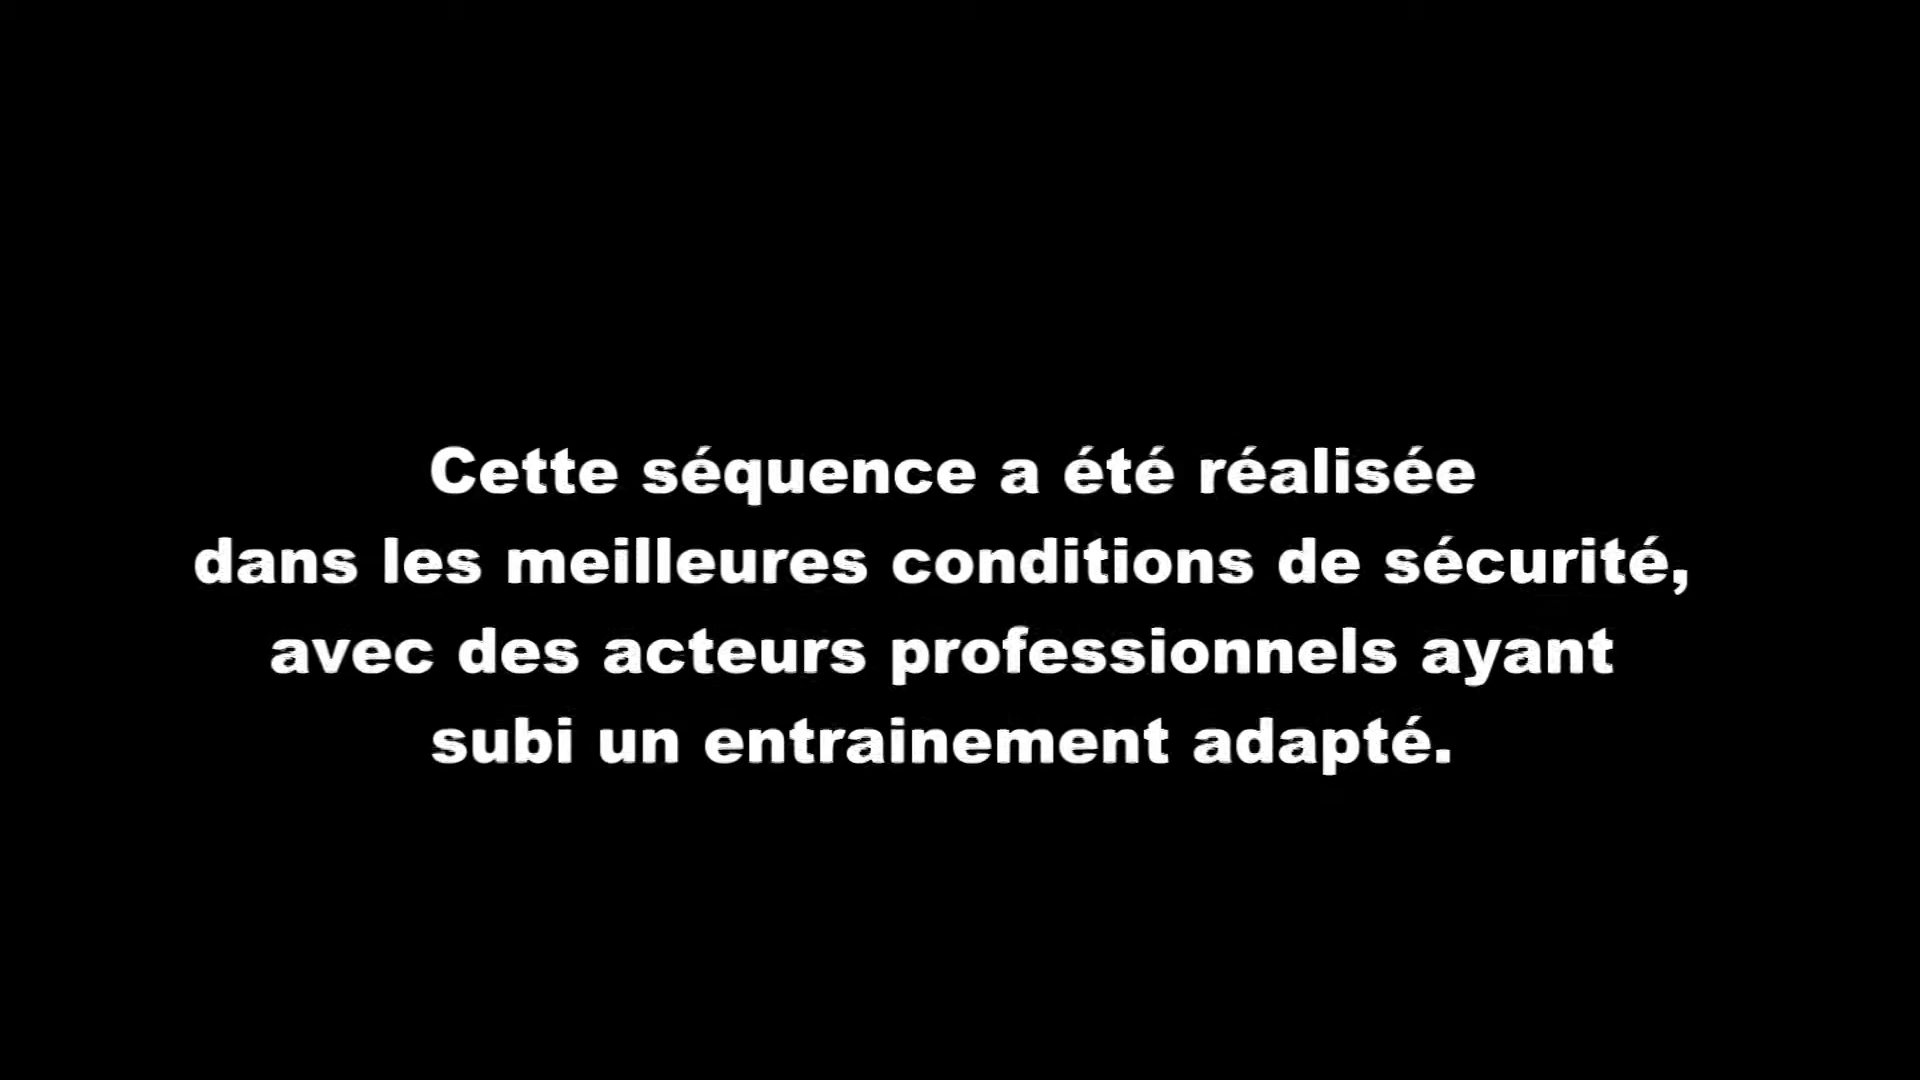 Cette séquence a été réalisée
dans les meilleures conditions de sécurité,
avec des acteurs professionnels ayant
subi un entrainement adapté.